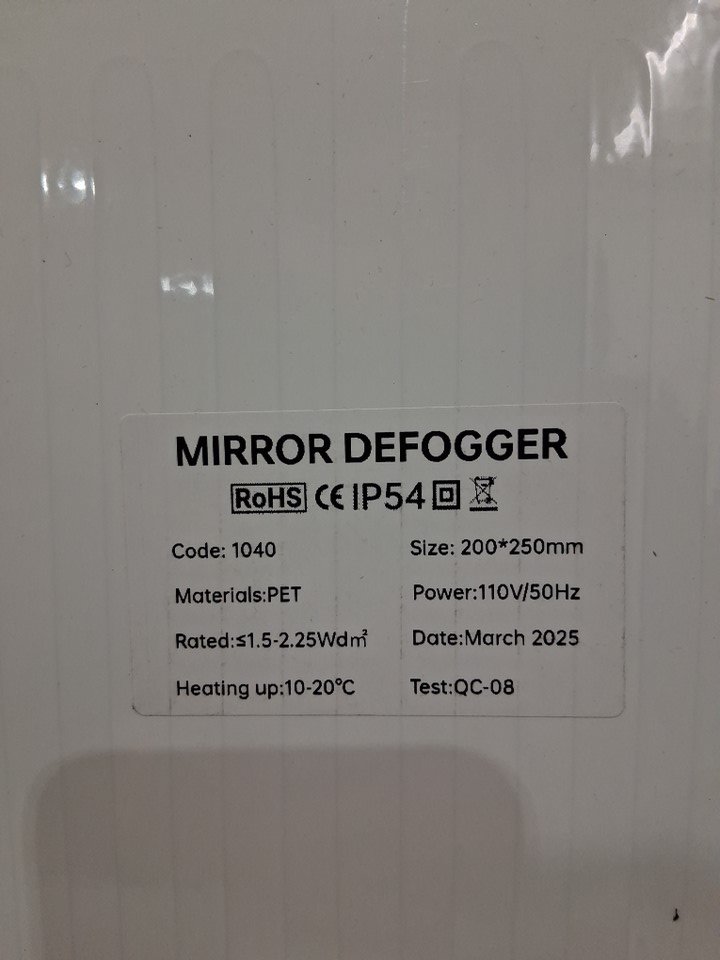 MIRROR DEFOGGER
RoHS CE IP54
Code: 1040 Size: 200*250mm
Materials:PET Power:110V/50Hz
Rated:≤1.5-2.25Wdm² Date:March 2025
Heating up:10-20°C Test:QC-08